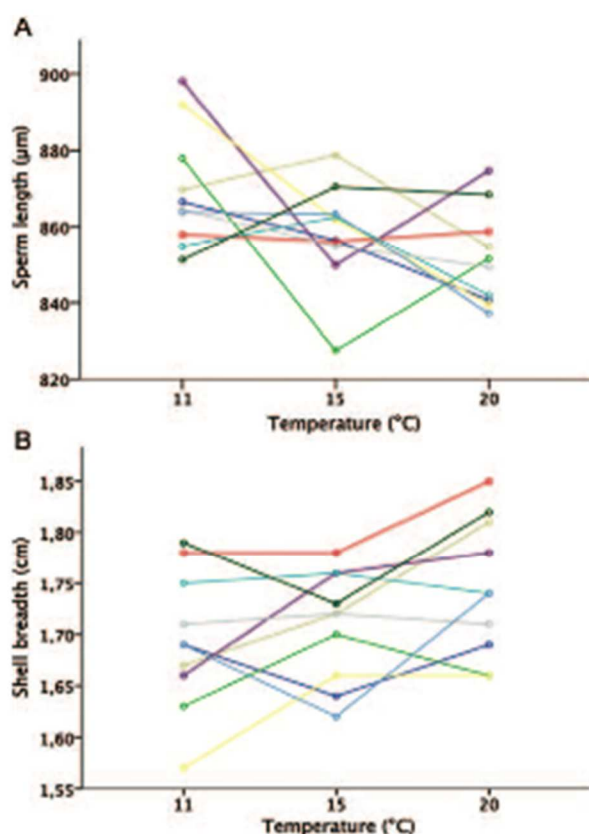 A
900
880
860
840
820
Sperm length (µm)
11 15 20
Temperature (°C)
B
1,85
1,80
1,75
1,70
1,65
1,60
1,55
Shell breadth (cm)
11 15 20
Temperature (°C)